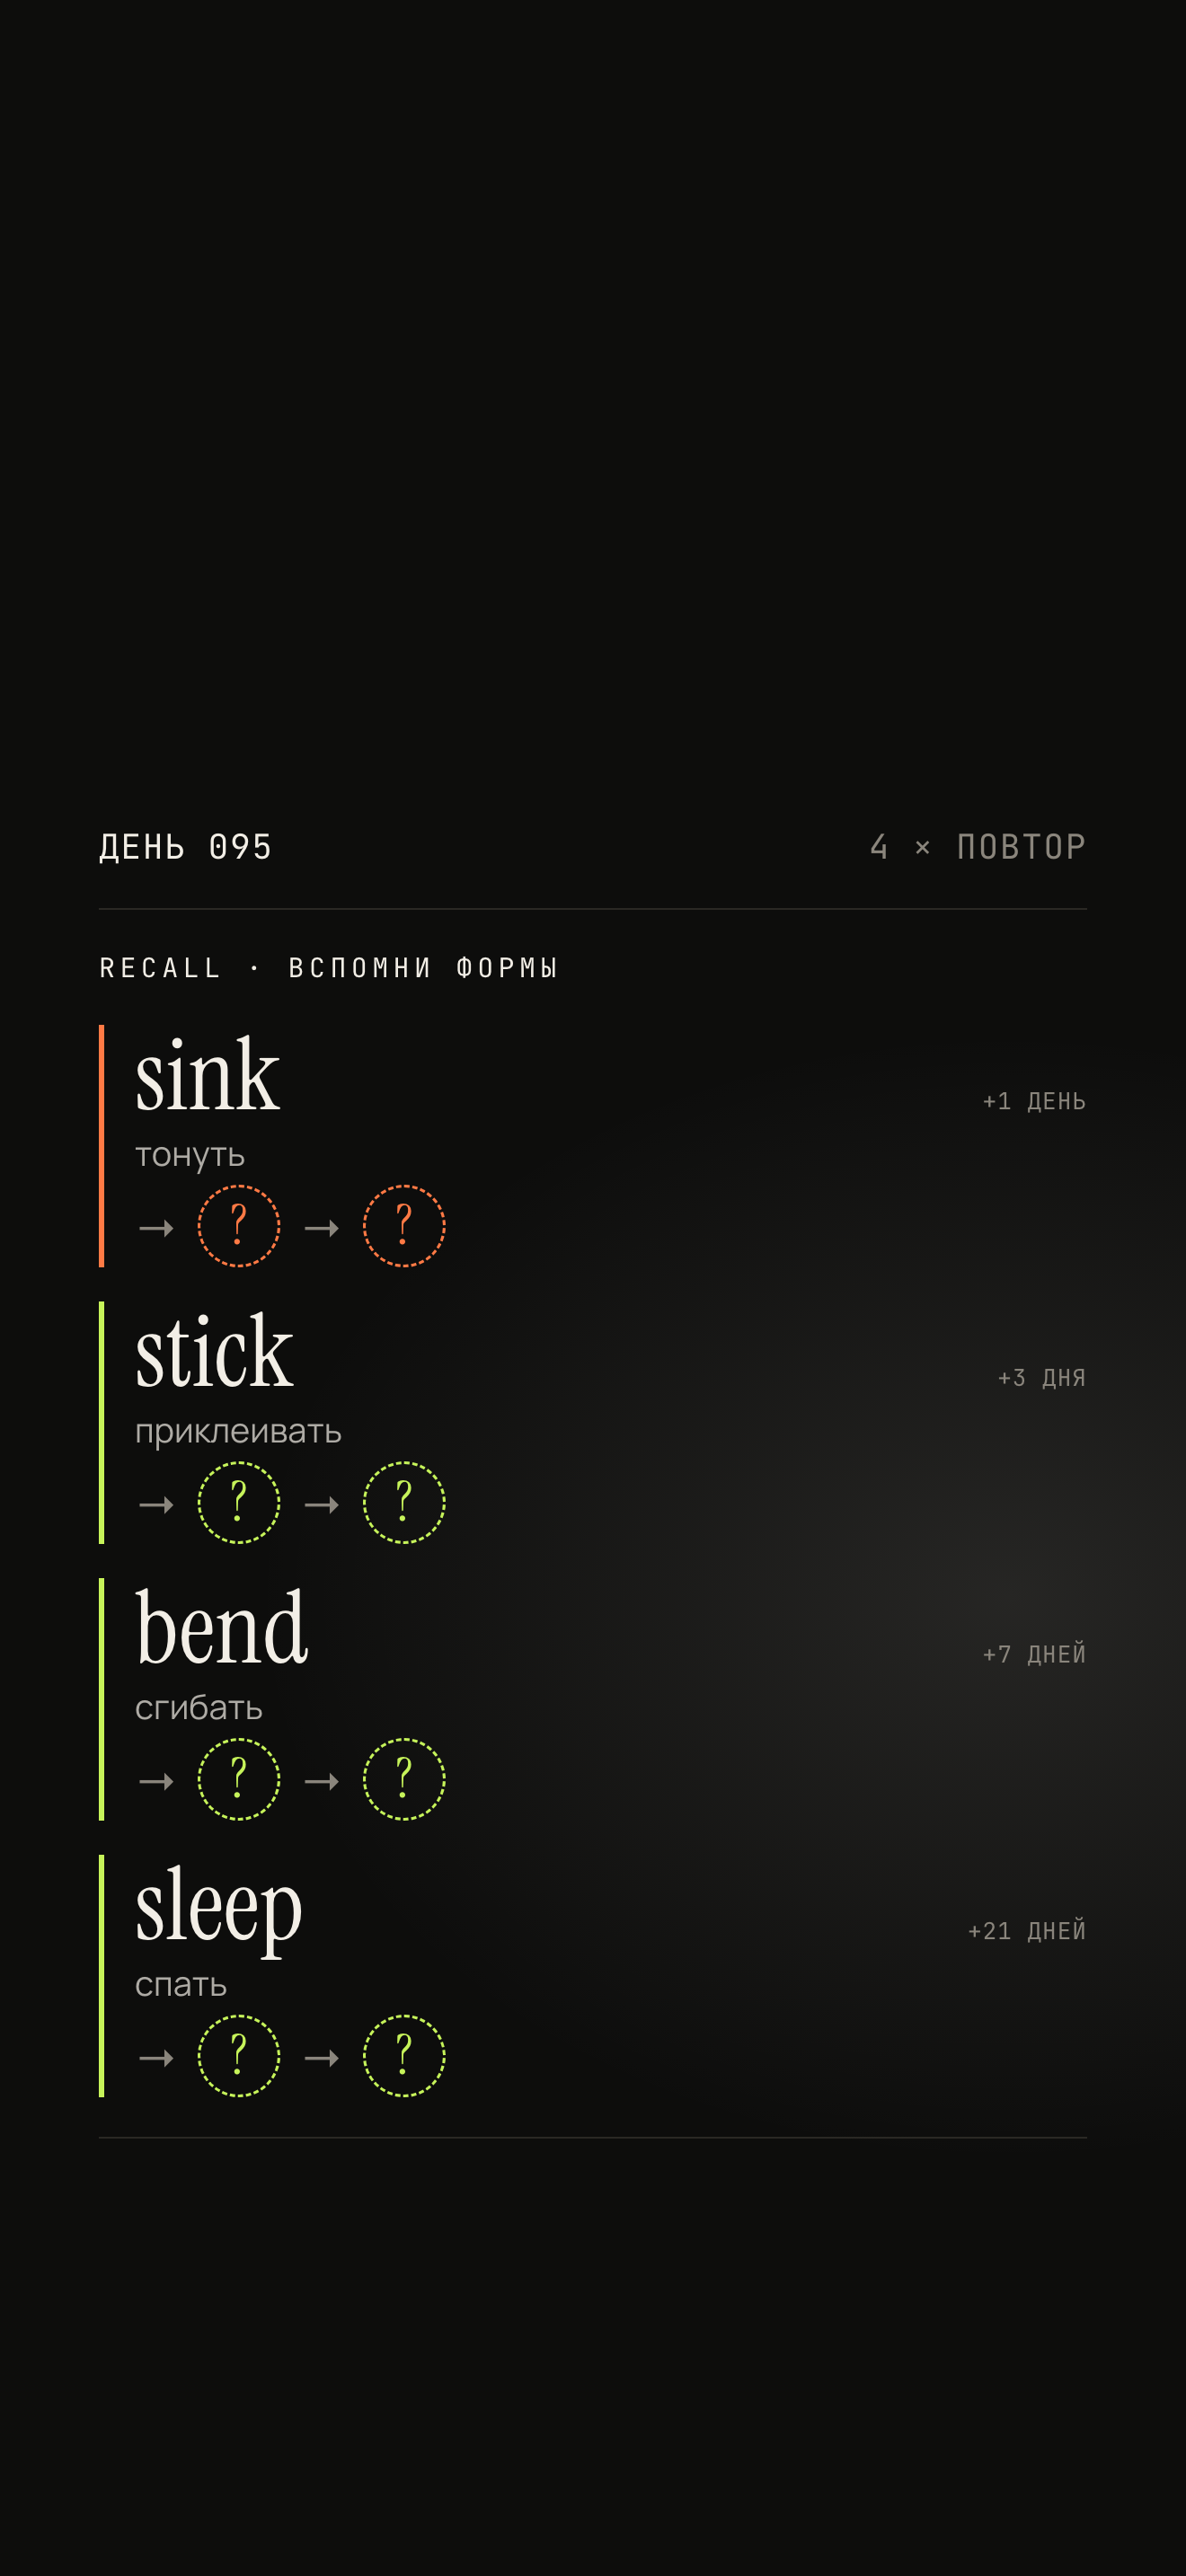 ДЕНЬ 095
4 × ПОВТОР
RECALL · ВСПОМНИ ФОРМЫ
sink
+1 ДЕНЬ
тонуть
→ ? → ?
stick
+3 ДНЯ
приклеивать
→ ? → ?
bend
+7 ДНЕЙ
сгибать
→ ? → ?
sleep
+21 ДНЕЙ
спать
→ ? → ?